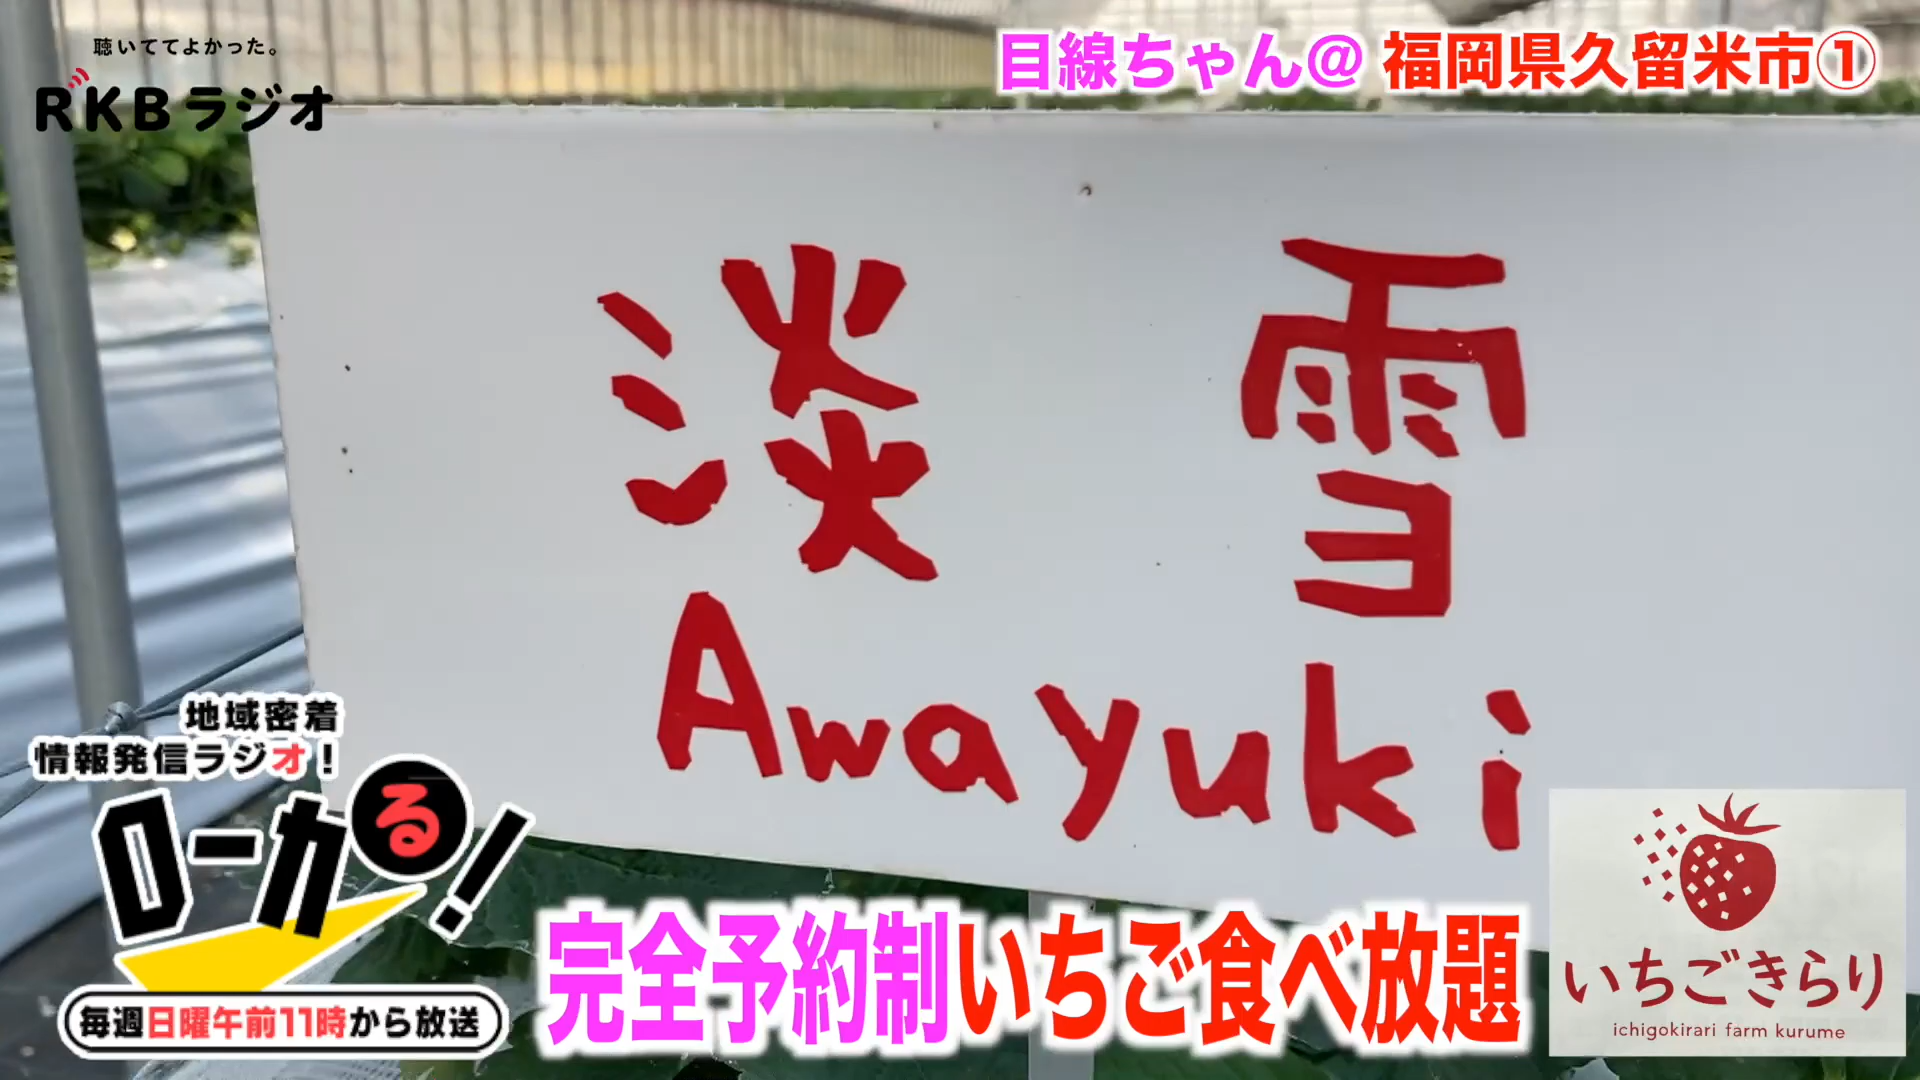 聴いててよかった。
RKBラジオ
目線ちゃん@ 福岡県久留米市①
淡雪
Awayuki
地域密着
情報発信ラジオ！
ローカる！
毎週日曜午前11時から放送
完全予約制いちご食べ放題
いちごきらり
ichigokirari farm kurume